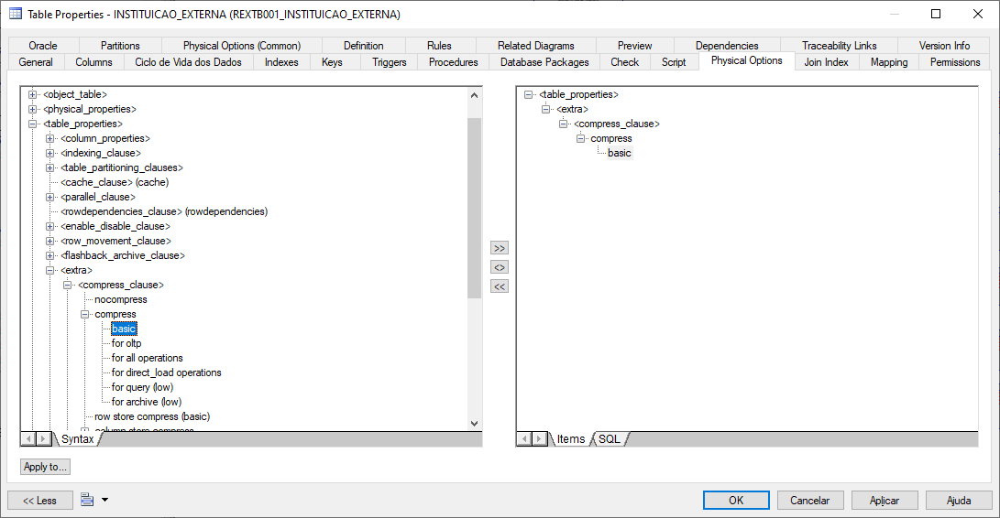 Table Properties - INSTITUICAO_EXTERNA (REXTB001_INSTITUICAO_EXTERNA)
Oracle Partitions Physical Options (Common) Definition Rules Related Diagrams Preview Dependencies Traceability Links Version Info
General Columns Ciclo de Vida dos Dados Indexes Keys Triggers Procedures Database Packages Check Script Physical Options Join Index Mapping Permissions
<object_table>
<physical_properties>
<table_properties>
<column_properties>
<indexing_clause>
<table_partitioning_clauses>
<cache_clause> (cache)
<parallel_clause>
<rowdependencies_clause> (rowdependencies)
<enable_disable_clause>
<row_movement_clause>
<flashback_archive_clause>
<extra>
<compress_clause>
nocompress
compress
basic
for oltp
for all operations
for direct_load operations
for query (low)
for archive (low)
row store compress (basic)
column store compress
Syntax
>>
<>
<<
<table_properties>
<extra>
<compress_clause>
compress
basic
Items SQL
Apply to...
<< Less
OK Cancelar Aplicar Ajuda